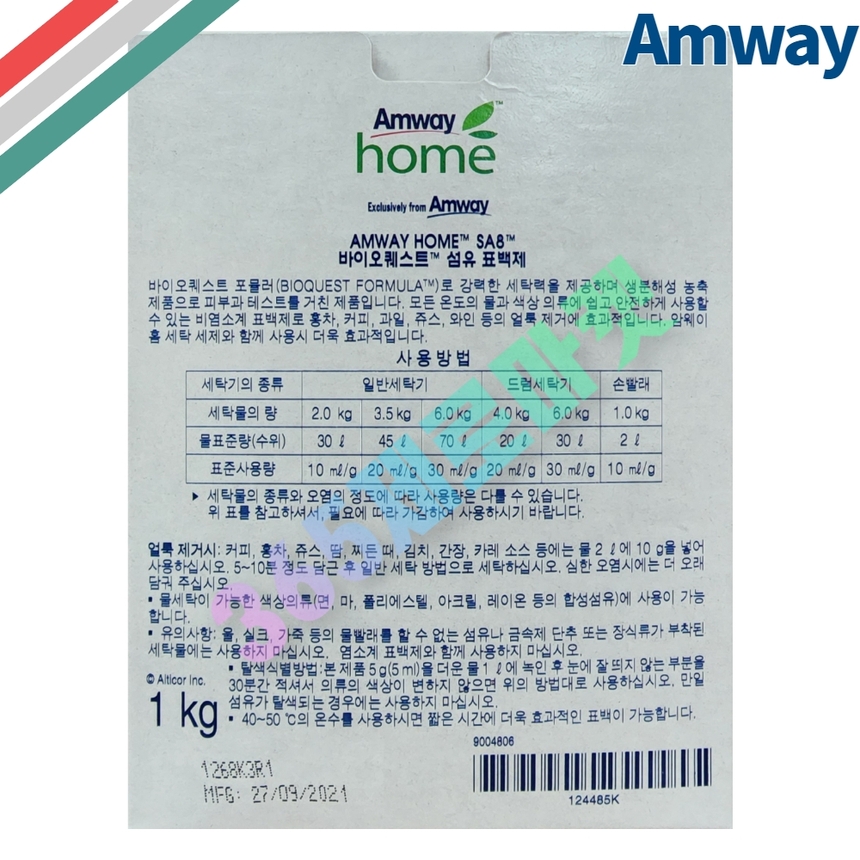 Amway
Amway
home™
Exclusively from Amway
AMWAY HOME™ SA8™
바이오퀘스트™ 섬유 표백제
바이오퀘스트 포뮬러(BIOQUEST FORMULA™)로 강력한 세탁력을 제공하며 생분해성 농축
제품으로 피부과 테스트를 거친 제품입니다. 모든 온도의 물과 색상 의류에 쉽고 안전하게 사용할
수 있는 비염소계 표백제로 홍차, 커피, 과일, 쥬스, 와인 등의 얼룩 제거에 효과적입니다. 암웨이
홈 세탁 세제와 함께 사용시 더욱 효과적입니다.
사용방법
세탁기의 종류 일반세탁기 드럼세탁기 손빨래
세탁물의 량 2.0 kg 3.5 kg 6.0 kg 4.0 kg 6.0 kg 1.0 kg
물표준량(수위) 30 ℓ 45 ℓ 70 ℓ 20 ℓ 30 ℓ 2 ℓ
표준사용량 10 mℓ/g 20 mℓ/g 30 mℓ/g 20 mℓ/g 30 mℓ/g 10 mℓ/g
▶ 세탁물의 종류와 오염의 정도에 따라 사용량은 다를 수 있습니다.
위 표를 참고하셔서, 필요에 따라 가감하여 사용하시기 바랍니다.
얼룩 제거시: 커피, 홍차, 쥬스, 땀, 찌든 때, 김치, 간장, 카레 소스 등에는 물 2 ℓ에 10 g을 넣어
사용하십시오. 5~10분 정도 담근 후 일반 세탁 방법으로 세탁하십시오. 심한 오염시에는 더 오래
담궈 주십시오.
▪ 물세탁이 가능한 색상의류(면, 마, 폴리에스텔, 아크릴, 레이온 등의 합성섬유)에 사용이 가능
합니다.
▪ 유의사항: 울, 실크, 가죽 등의 물빨래를 할 수 없는 섬유나 금속제 단추 또는 장식류가 부착된
세탁물에는 사용하지 마십시오. 염소계 표백제와 함께 사용하지 마십시오.
▪ 탈색식별방법:본 제품 5 g(5 ml)을 더운 물 1 ℓ에 녹인 후 눈에 잘 띄지 않는 부분을
30분간 적셔서 의류의 색상이 변하지 않으면 위의 방법대로 사용하십시오. 만일
섬유가 탈색되는 경우에는 사용하지 마십시오.
▪ 40~50 ℃의 온수를 사용하시면 짧은 시간에 더욱 효과적인 표백이 가능합니다.
© Alticor Inc.
1 kg
9004806
124485K
1268K3R1
MFG: 27/09/2021
365써로마켓